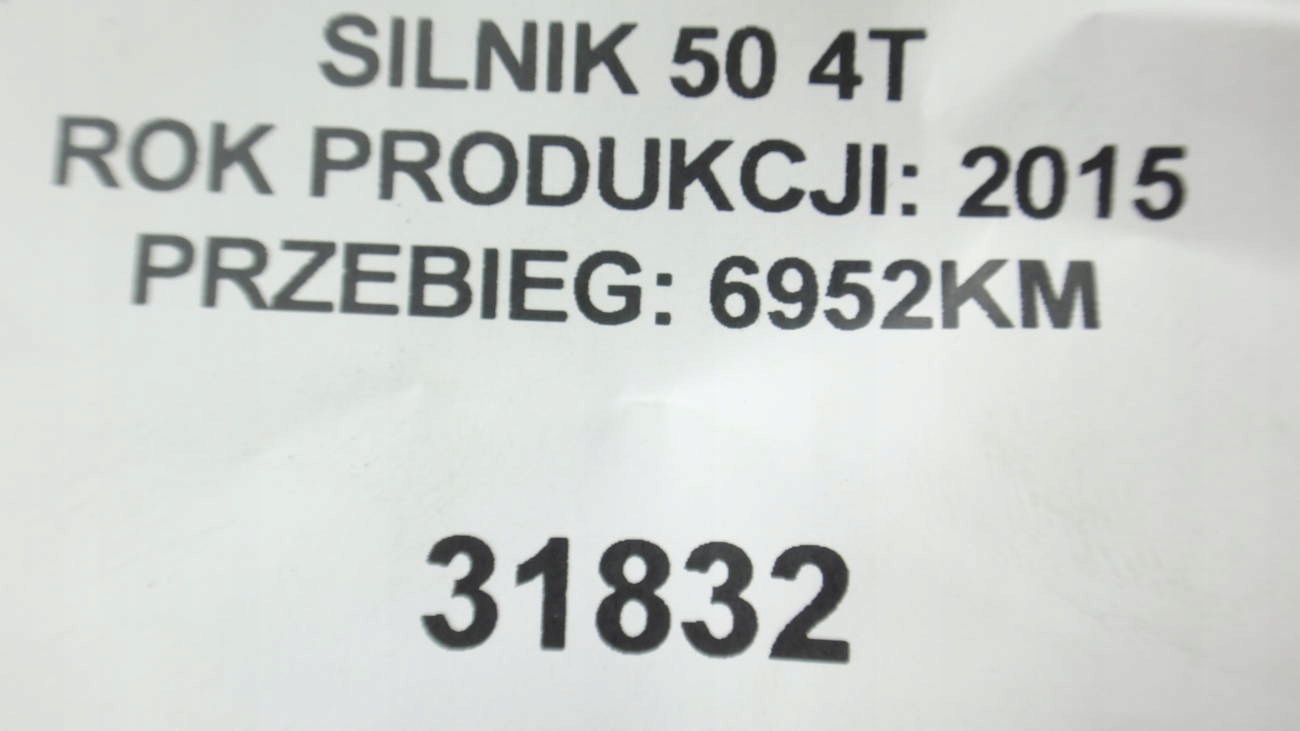 SILNIK 50 4T
ROK PRODUKCJI: 2015
PRZEBIEG: 6952KM
31832